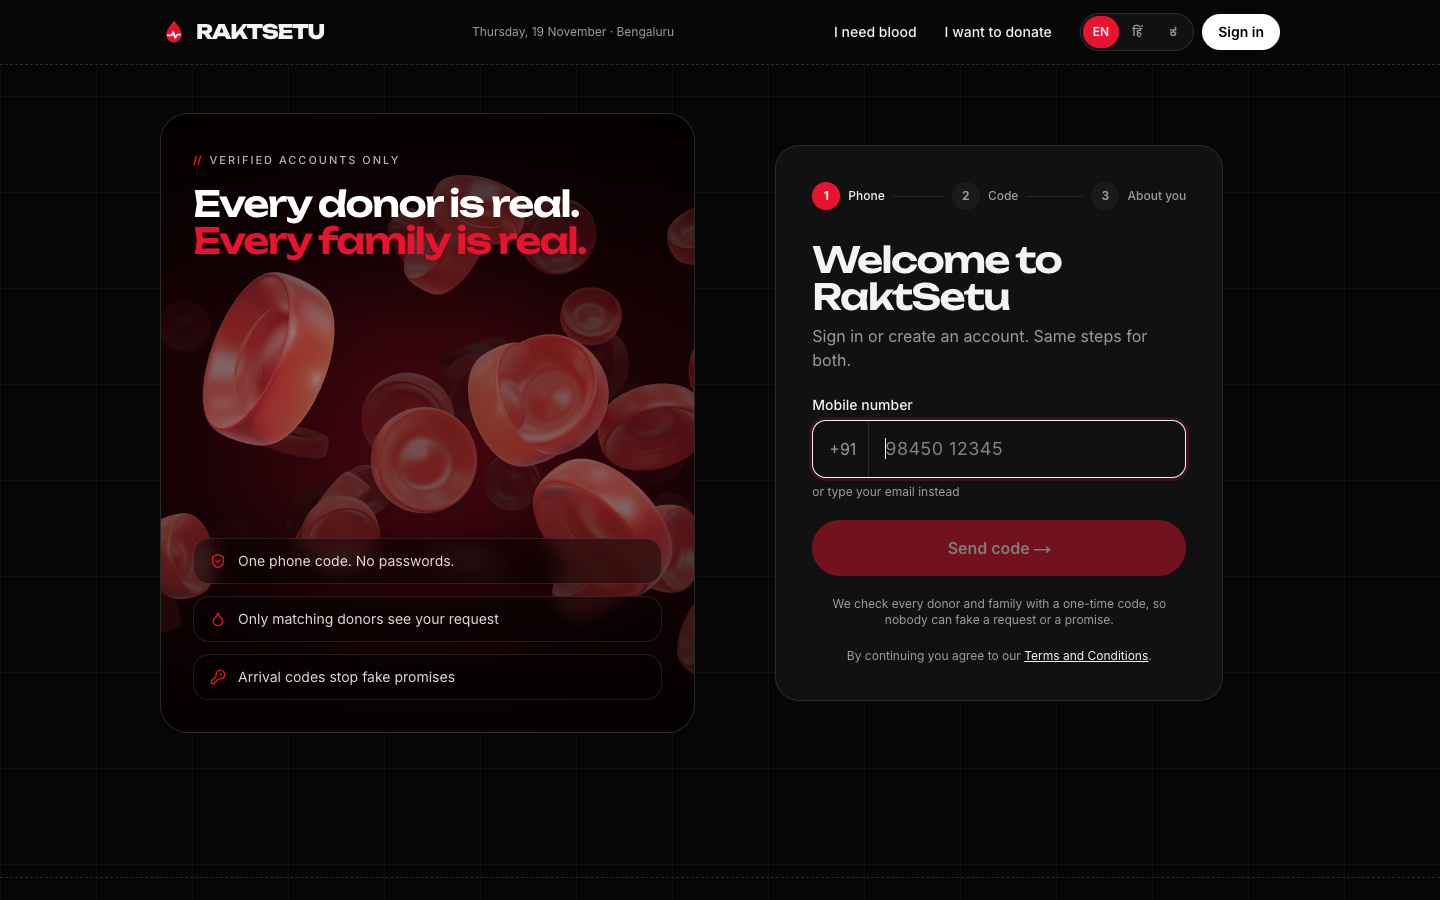 RAKTSETU
Thursday, 19 November · Bengaluru
I need blood
I want to donate
EN
हिं
ಕ
Sign in
// VERIFIED ACCOUNTS ONLY
Every donor is real.
Every family is real.
One phone code. No passwords.
Only matching donors see your request
Arrival codes stop fake promises
1 Phone
2 Code
3 About you
Welcome to
RaktSetu
Sign in or create an account. Same steps for
both.
Mobile number
+91 98450 12345
or type your email instead
Send code →
We check every donor and family with a one-time code, so
nobody can fake a request or a promise.
By continuing you agree to our Terms and Conditions.